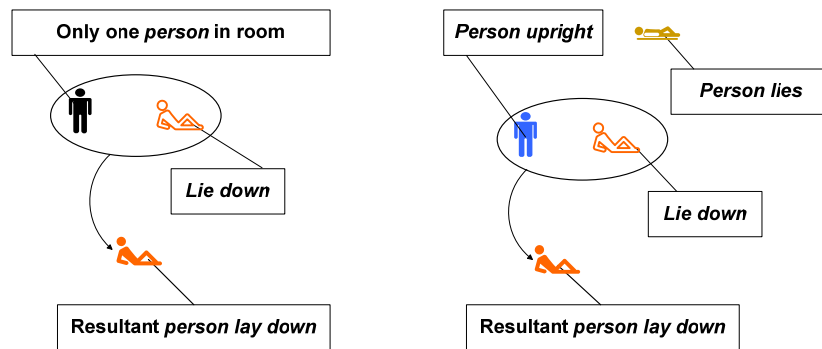 Only one person in room
Lie down
Resultant person lay down
Person upright
Person lies
Lie down
Resultant person lay down